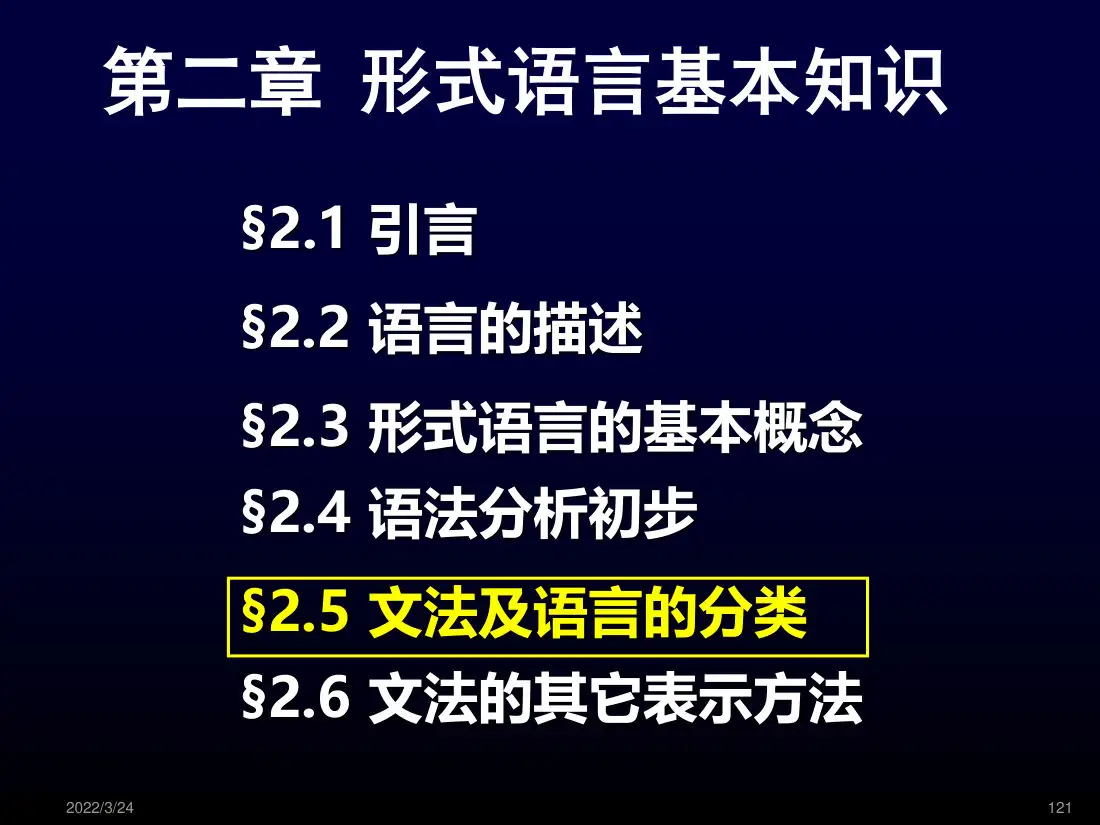 第二章 形式语言基本知识
§2.1 引言
§2.2 语言的描述
§2.3 形式语言的基本概念
§2.4 语法分析初步
§2.5 文法及语言的分类
§2.6 文法的其它表示方法
2022/3/24
121